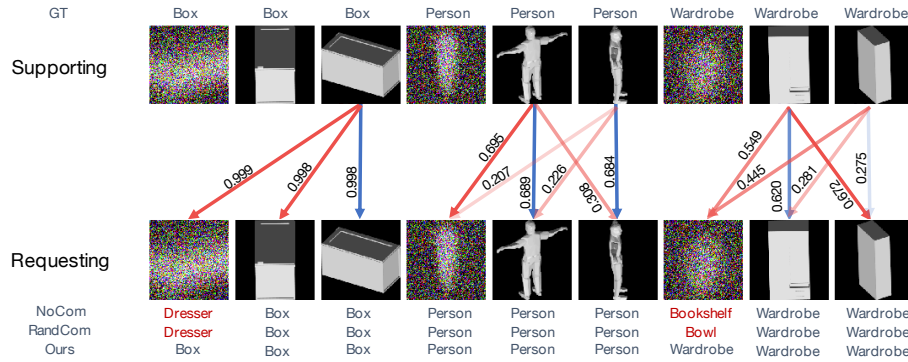 GT Box Box Box Person Person Person Wardrobe Wardrobe Wardrobe
Supporting
0.999 0.998 0.998 0.695 0.207 0.689 0.226 0.308 0.684 0.549 0.445 0.620 0.281 0.672 0.275
Requesting
NoCom Dresser Box Box Person Person Person Bookshelf Wardrobe Wardrobe
RandCom Dresser Box Box Person Person Person Bowl Wardrobe Wardrobe
Ours Box Box Box Person Person Person Wardrobe Wardrobe Wardrobe